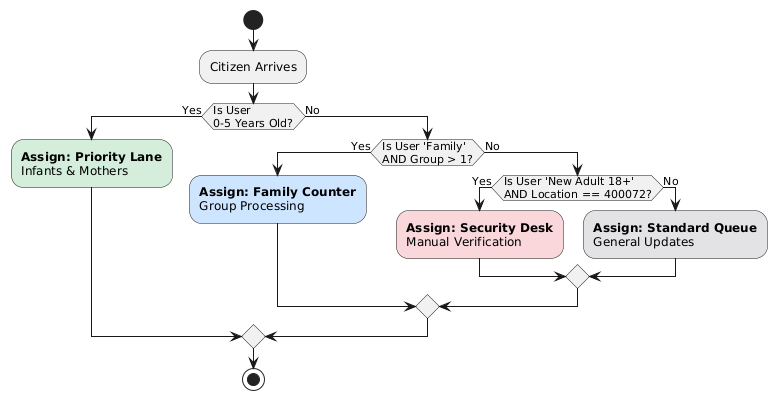 Citizen Arrives
Yes
Is User
0-5 Years Old?
No
Assign: Priority Lane
Infants & Mothers
Yes
Is User 'Family'
AND Group > 1?
No
Assign: Family Counter
Group Processing
Yes
Is User 'New Adult 18+'
AND Location == 400072?
No
Assign: Security Desk
Manual Verification
Assign: Standard Queue
General Updates